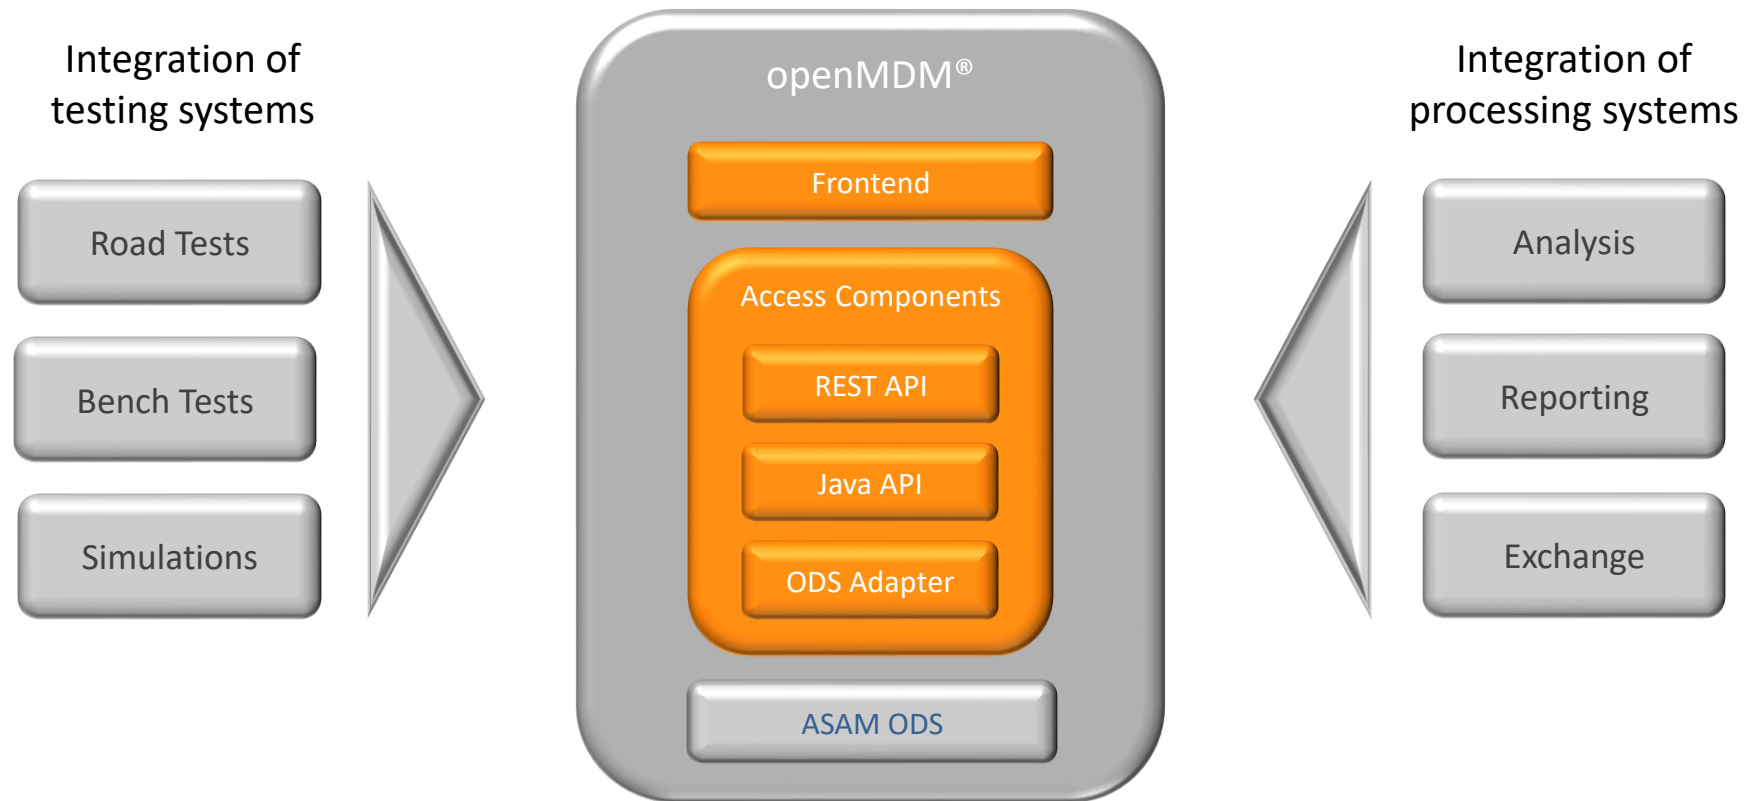 Integration of
testing systems
Road Tests
Bench Tests
Simulations
openMDM®
Frontend
Access Components
REST API
Java API
ODS Adapter
ASAM ODS
Integration of
processing systems
Analysis
Reporting
Exchange